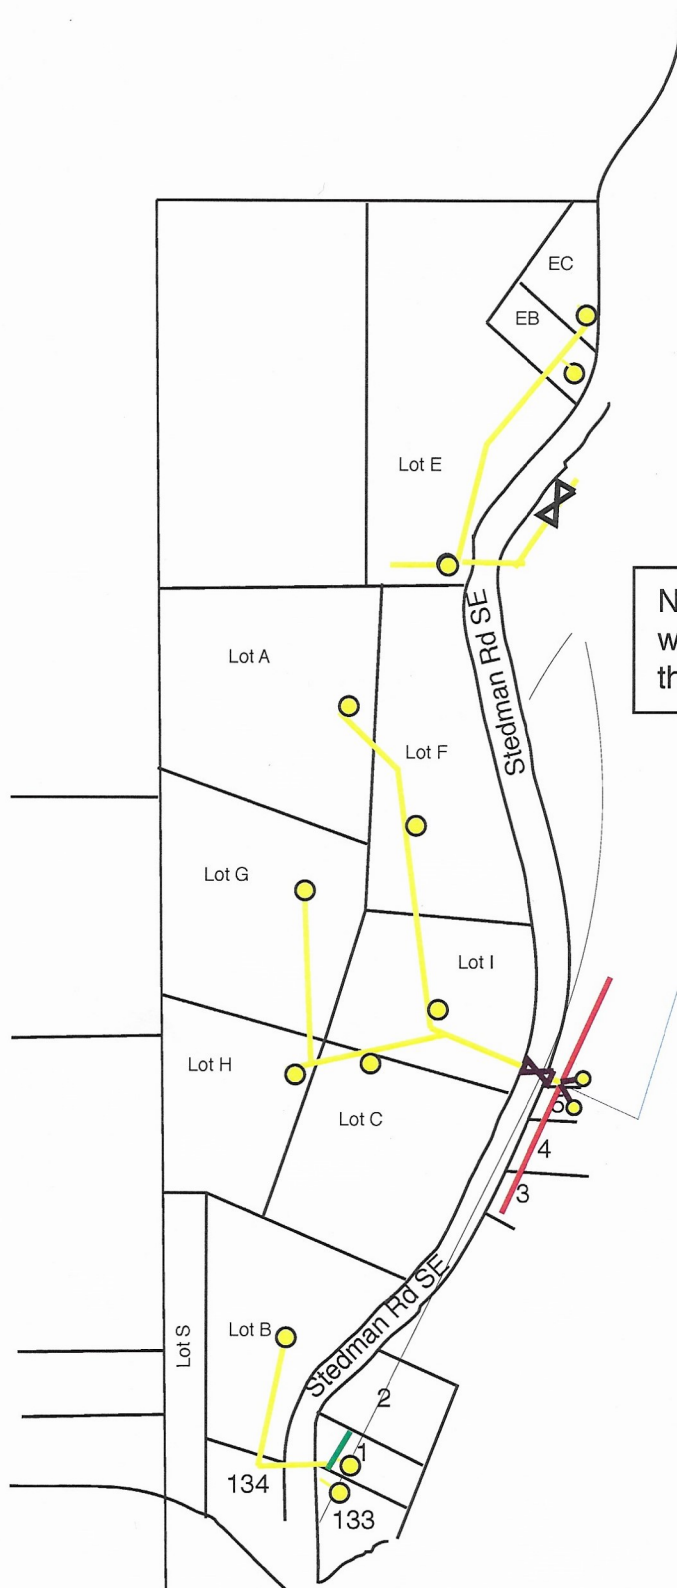 EC
EB
Lot E
N
w
th
Stedman Rd SE
Lot A
Lot F
Lot G
Lot I
Lot H
Lot C
4
3
Stedman Rd SE
Lot B
Lot S
2
1
134
133